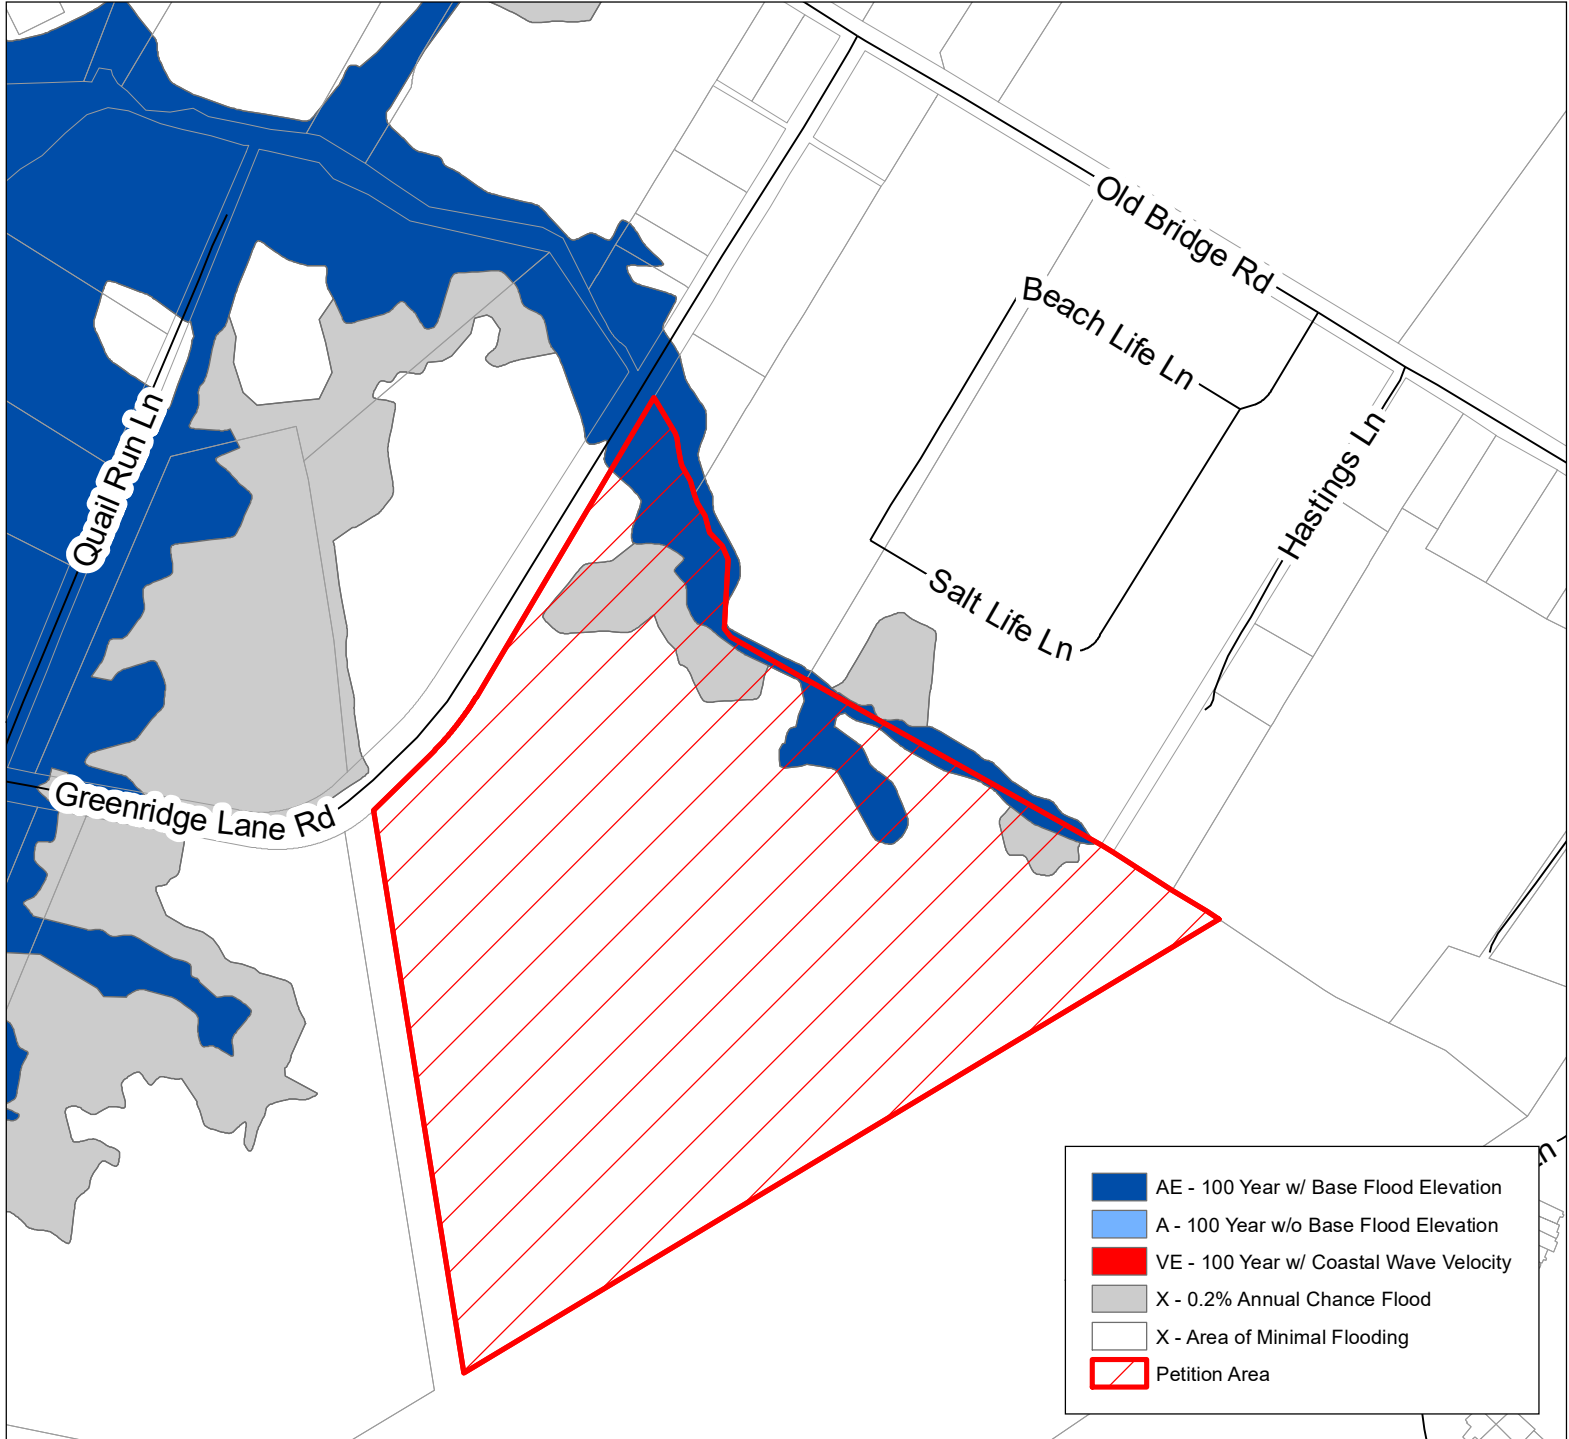 Old Bridge Rd
Beach Life Ln
Hastings Ln
Quail Run Ln
Salt Life Ln
Greenridge Lane Rd
AE - 100 Year w/ Base Flood Elevation
A - 100 Year w/o Base Flood Elevation
VE - 100 Year w/ Coastal Wave Velocity
X - 0.2% Annual Chance Flood
X - Area of Minimal Flooding
Petition Area